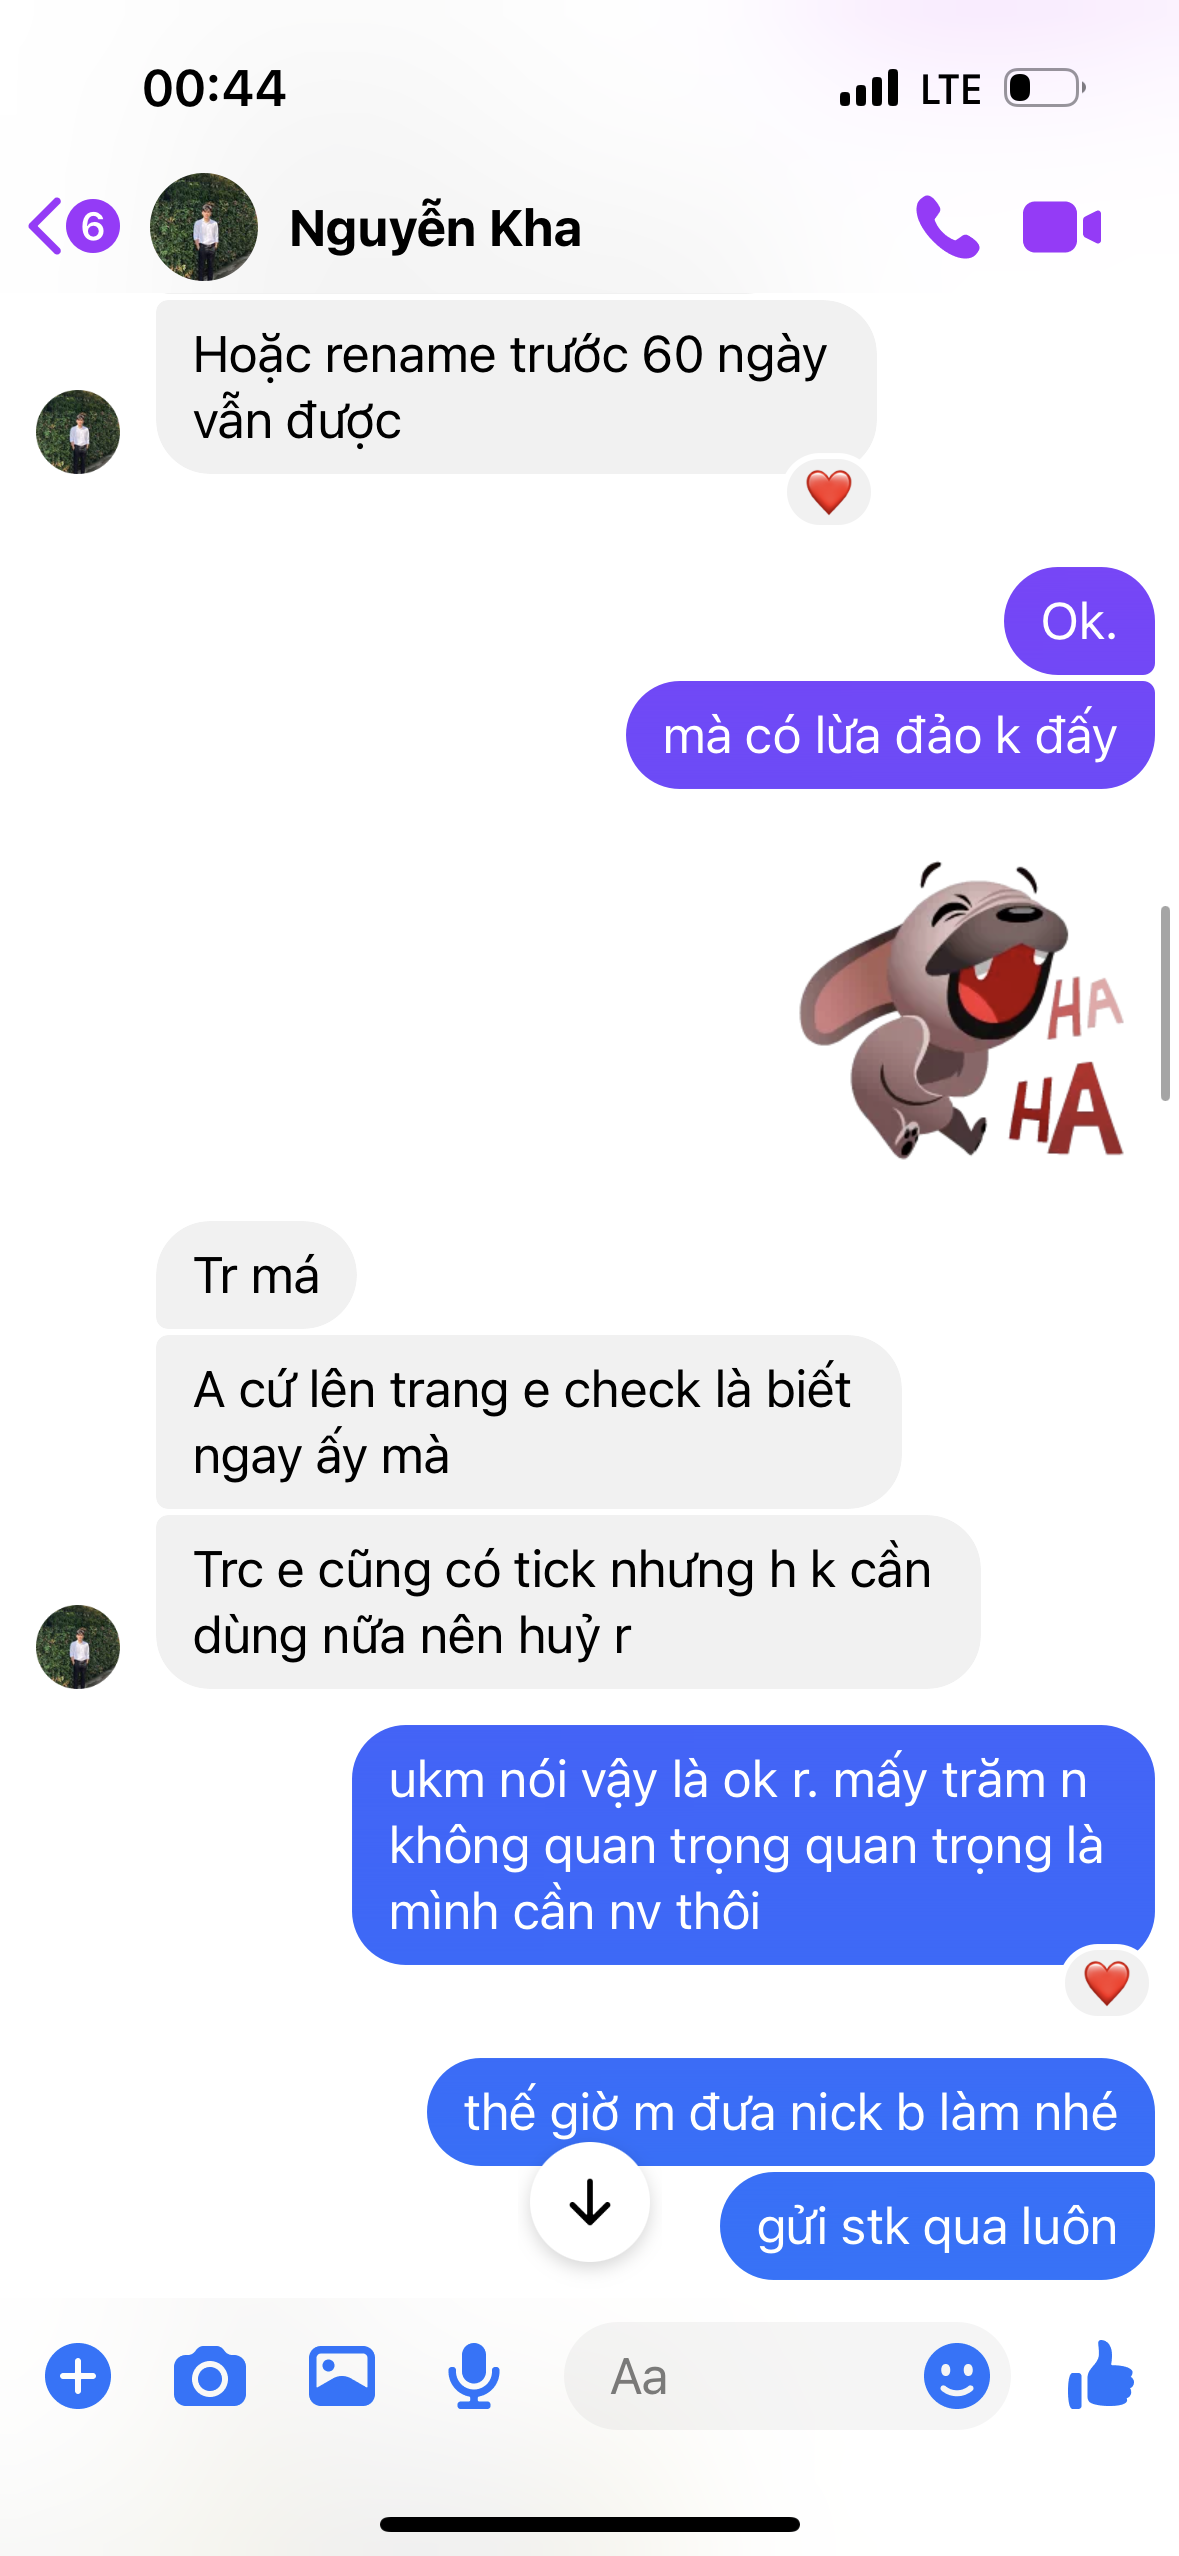 00:44
LTE
6
Nguyễn Kha
Hoặc rename trước 60 ngày
vẫn được
Ok.
mà có lừa đảo k đấy
HA
HA
Tr má
A cứ lên trang e check là biết
ngay ấy mà
Trc e cũng có tick nhưng h k cần
dùng nữa nên huỷ r
ukm nói vậy là ok r. mấy trăm n
không quan trọng quan trọng là
mình cần nv thôi
thế giờ m đưa nick b làm nhé
gửi stk qua luôn
Aa